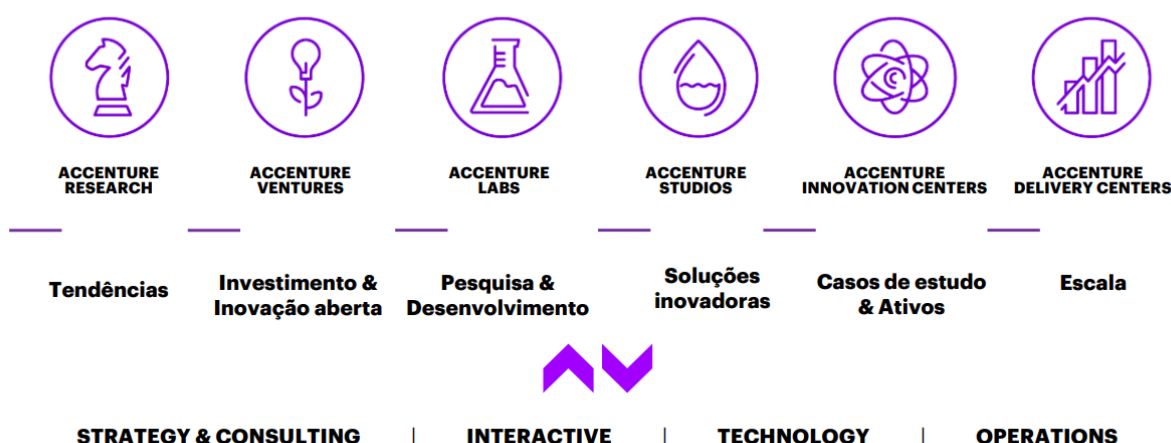 ACCENTURE
RESEARCH
ACCENTURE
VENTURES
ACCENTURE
LABS
ACCENTURE
STUDIOS
ACCENTURE
INNOVATION CENTERS
ACCENTURE
DELIVERY CENTERS
Tendências
Investimento &
Inovação aberta
Pesquisa &
Desenvolvimento
Soluções
inovadoras
Casos de estudo
& Ativos
Escala
STRATEGY & CONSULTING | INTERACTIVE | TECHNOLOGY | OPERATIONS